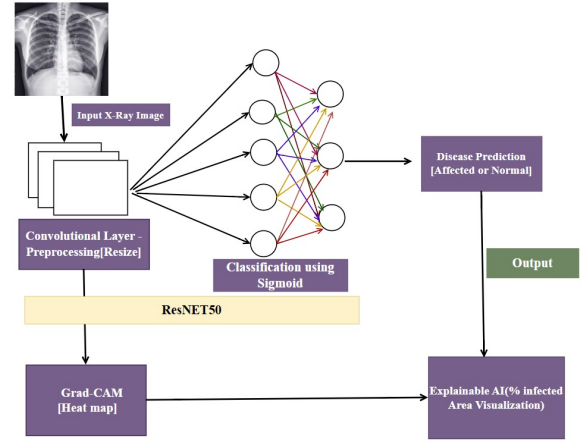 Input X-Ray Image
Convolutional Layer -
Preprocessing[Resize]
Classification using
Sigmoid
Disease Prediction
[Affected or Normal]
Output
ResNET50
Grad-CAM
[Heat map]
Explainable AI(% infected
Area Visualization)